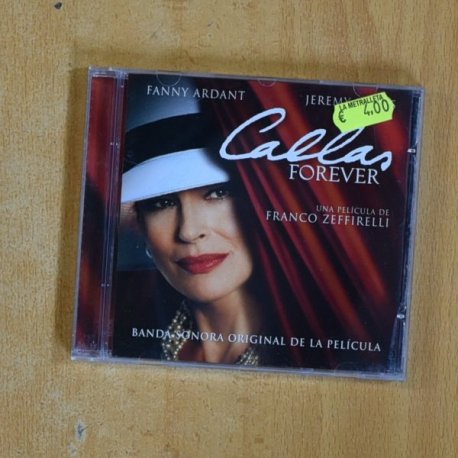 FANNY ARDANT
JEREMY
LA METRALLETA
€ 4,00
Callas
FOREVER
UNA PELÍCULA DE
FRANCO ZEFFIRELLI
BANDA SONORA ORIGINAL DE LA PELÍCULA